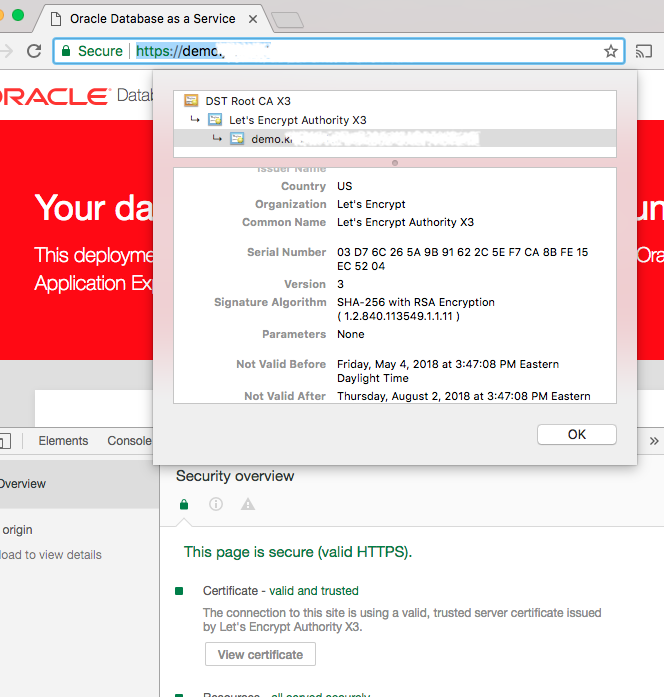 Oracle Database as a Service
Secure https://demo.
ORACLE Datab
DST Root CA X3
Let's Encrypt Authority X3
demo.k
Issuer Name
Country US
Organization Let's Encrypt
Common Name Let's Encrypt Authority X3
Serial Number 03 D7 6C 26 5A 9B 91 62 2C 5E F7 CA 8B FE 15
EC 52 04
Version 3
Signature Algorithm SHA-256 with RSA Encryption
( 1.2.840.113549.1.1.11 )
Parameters None
Not Valid Before Friday, May 4, 2018 at 3:47:08 PM Eastern
Daylight Time
Not Valid After Thursday, August 2, 2018 at 3:47:08 PM Eastern
OK
Your da un
This deployme Ora
Application Exp
Elements Console
Overview
origin
oad to view details
Security overview
This page is secure (valid HTTPS).
Certificate - valid and trusted
The connection to this site is using a valid, trusted server certificate issued
by Let's Encrypt Authority X3.
View certificate
Resources - all served securely